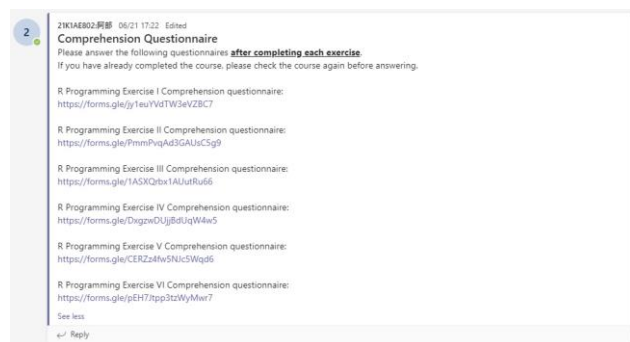 2
21K1AE802:阿部 06/21 17:22 Edited
Comprehension Questionnaire
Please answer the following questionnaires after completing each exercise.
If you have already completed the course, please check the course again before answering.
R Programming Exercise I Comprehension questionnaire:
https://forms.gle/jy1euYVdTW3eVZBC7
R Programming Exercise II Comprehension questionnaire:
https://forms.gle/PmmPvqAd3GAUsC5g9
R Programming Exercise III Comprehension questionnaire:
https://forms.gle/1ASXQrbx1AUutRu66
R Programming Exercise IV Comprehension questionnaire:
https://forms.gle/DxgzwDUjjBdUqW4w5
R Programming Exercise V Comprehension questionnaire:
https://forms.gle/CERZz4fw5NJc5Wqd6
R Programming Exercise VI Comprehension questionnaire:
https://forms.gle/pEH7Jtpp3tzWyMwr7
See less
Reply